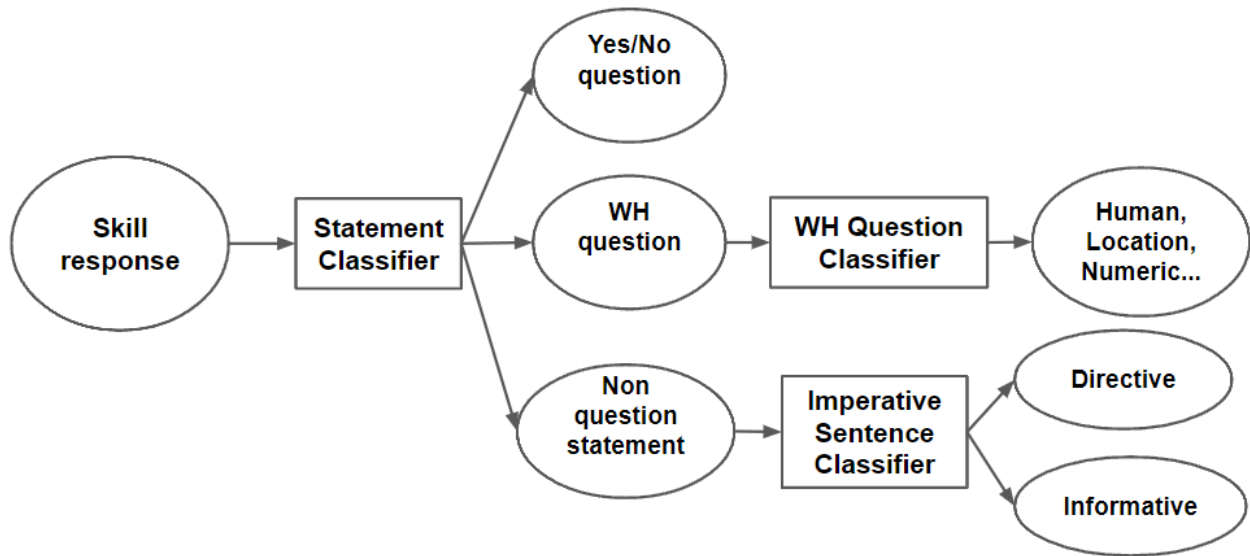 Yes/No
question
Skill
response
Statement
Classifier
WH
question
WH Question
Classifier
Human,
Location,
Numeric...
Non
question
statement
Imperative
Sentence
Classifier
Directive
Informative